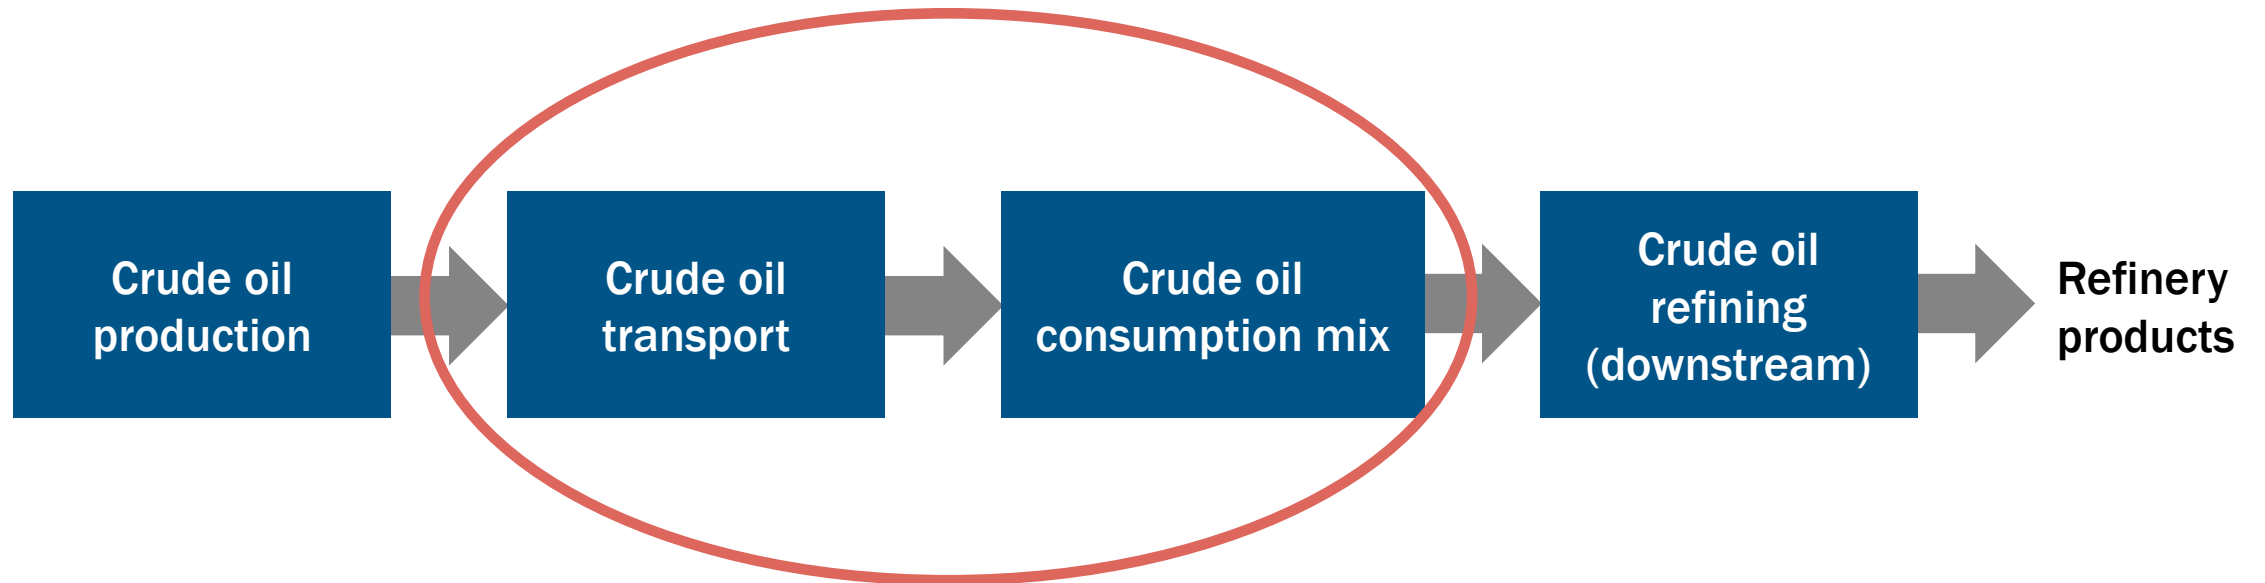 Crude oil
production
Crude oil
transport
Crude oil
consumption mix
Crude oil
refining
(downstream)
Refinery
products